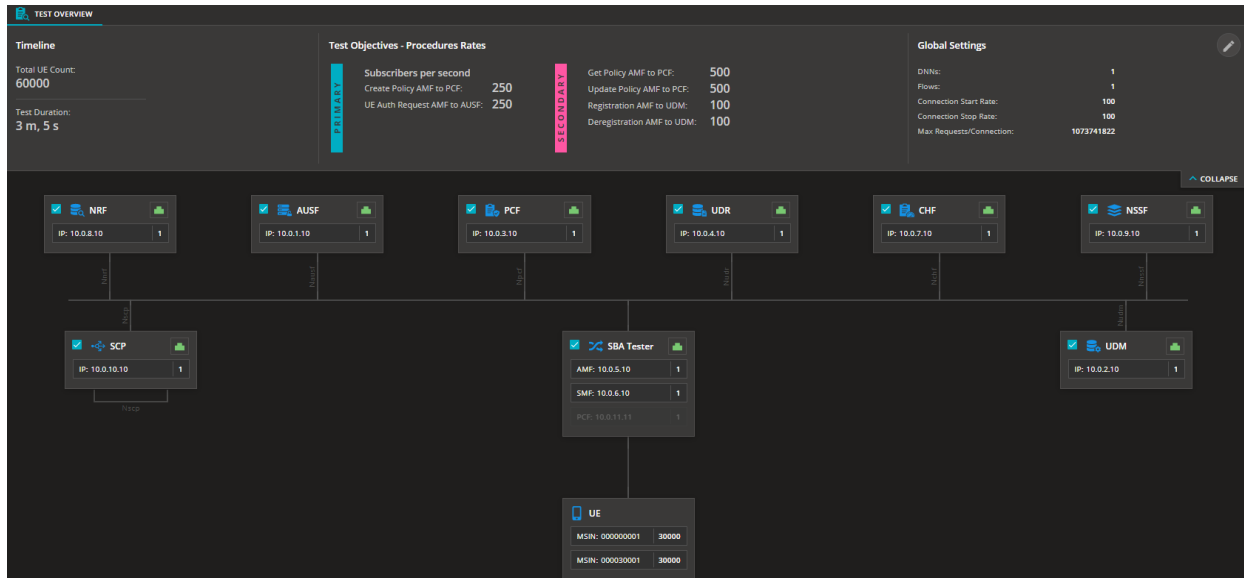 TEST OVERVIEW
Timeline
Total UE Count:
60000
Test Duration:
3 m, 5 s
Test Objectives - Procedures Rates
PRIMARY
Subscribers per second
Create Policy AMF to PCF: 250
UE Auth Request AMF to AUSF: 250
SECONDARY
Get Policy AMF to PCF: 500
Update Policy AMF to PCF: 500
Registration AMF to UDM: 100
Deregistration AMF to UDM: 100
Global Settings
DNNs: 1
Flows: 1
Connection Start Rate: 100
Connection Stop Rate: 100
Max Requests/Connection: 1073741822
COLLAPSE
NRF
IP: 10.0.8.10 1
AUSF
IP: 10.0.1.10 1
PCF
IP: 10.0.3.10 1
UDR
IP: 10.0.4.10 1
CHF
IP: 10.0.7.10 1
NSSF
IP: 10.0.9.10 1
Nnrf
Nausf
Npcf
Nudr
Nchf
Nnssf
Nscp
Nudm
SCP
IP: 10.0.10.10 1
Nscp
SBA Tester
AMF: 10.0.5.10 1
SMF: 10.0.6.10 1
PCF: 10.0.11.11 1
UDM
IP: 10.0.2.10 1
UE
MSIN: 000000001 30000
MSIN: 000030001 30000